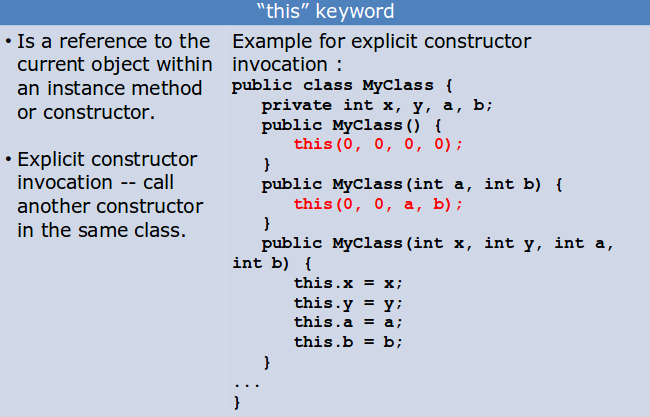 “this” keyword
• Is a reference to the
current object within
an instance method
or constructor.
• Explicit constructor
invocation -- call
another constructor
in the same class.
Example for explicit constructor
invocation :
public class MyClass {
private int x, y, a, b;
public MyClass() {
this(0, 0, 0, 0);
}
public MyClass(int a, int b) {
this(0, 0, a, b);
}
public MyClass(int x, int y, int a,
int b) {
this.x = x;
this.y = y;
this.a = a;
this.b = b;
}
...
}